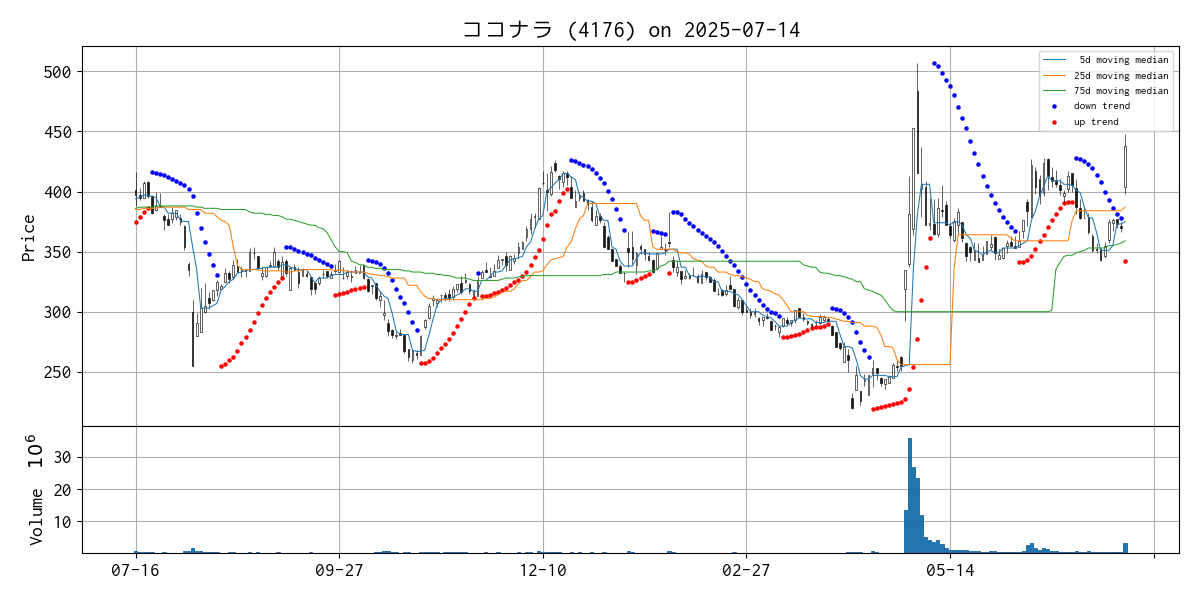 ココナラ (4176) on 2025-07-14
5d moving median
25d moving median
75d moving median
down trend
up trend
Price
500
450
400
350
300
250
Volume 10^6
30
20
10
07-16 09-27 12-10 02-27 05-14